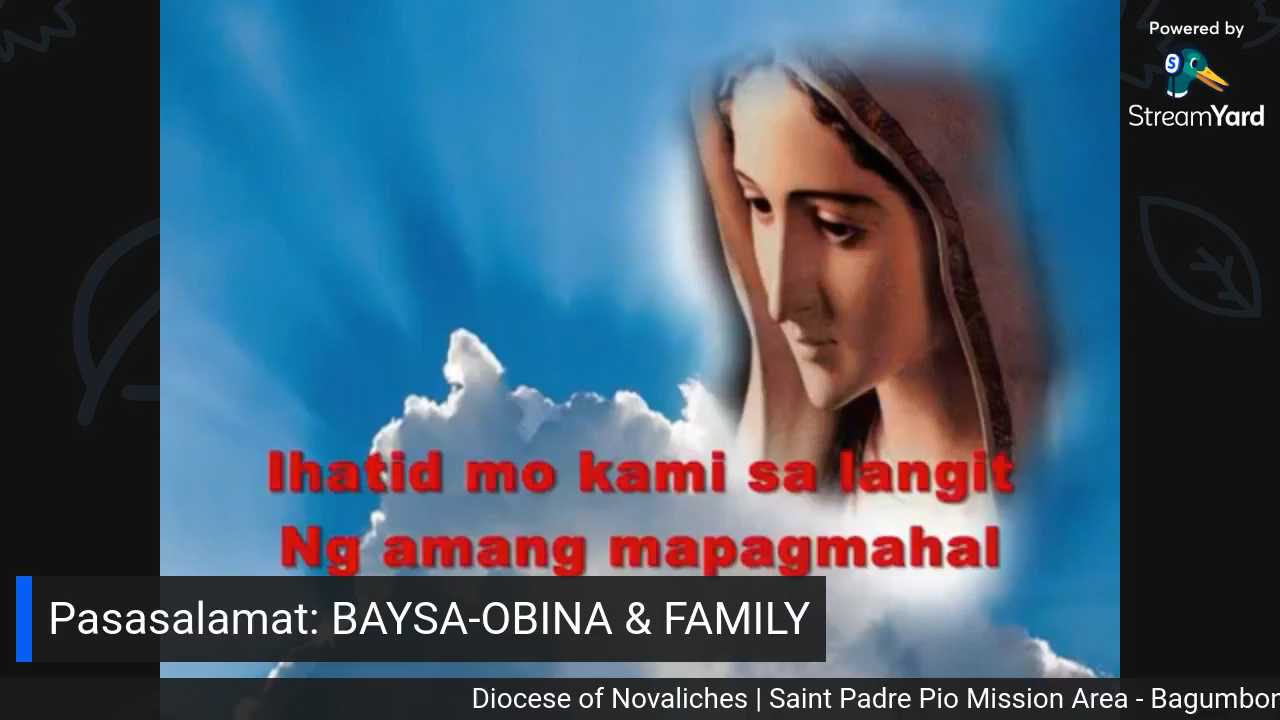 Powered by
StreamYard
Ihatid mo kami sa langit
Ng amang mapagmahal
Pasasalamat: BAYSA-OBINA & FAMILY
Diocese of Novaliches | Saint Padre Pio Mission Area - Bagumbon